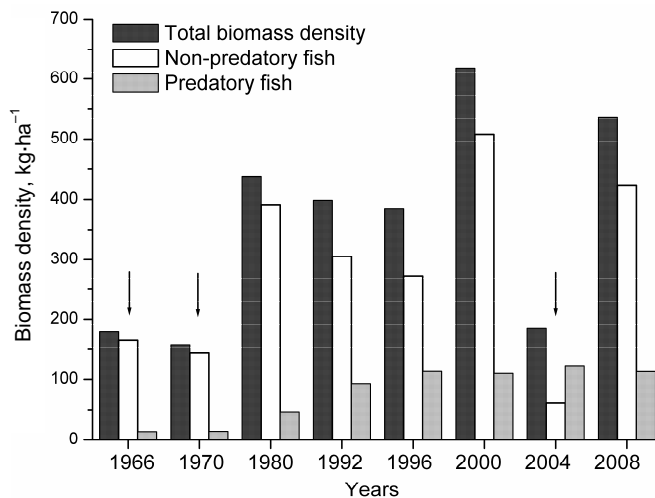 700
600
500
400
300
200
100
0
Biomass density, kg·ha⁻¹
Total biomass density
Non-predatory fish
Predatory fish
1966 1970 1980 1992 1996 2000 2004 2008
Years